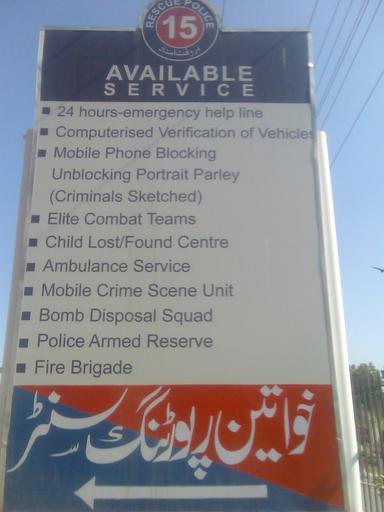 RESCUE POLICE
15
AVAILABLE
SERVICE
24 hours-emergency help line
Computerised Verification of Vehicles
Mobile Phone Blocking
Unblocking Portrait Parley
(Criminals Sketched)
Elite Combat Teams
Child Lost/Found Centre
Ambulance Service
Mobile Crime Scene Unit
Bomb Disposal Squad
Police Armed Reserve
Fire Brigade
خواتین رپورٹنگ سنٹر